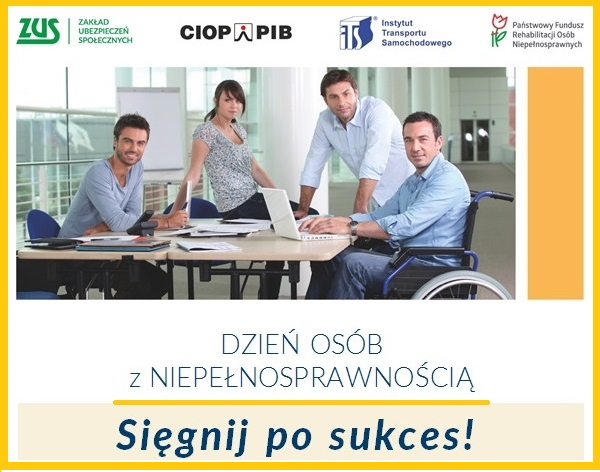 ZUS
ZAKŁAD
UBEZPIECZEŃ
SPOŁECZNYCH
CIOP PIB
ITS
Instytut
Transportu
Samochodowego
Państwowy Fundusz
Rehabilitacji Osób
Niepełnosprawnych
DZIEŃ OSÓB
z NIEPEŁNOSPRAWNOŚCIĄ
Sięgnij po sukces!